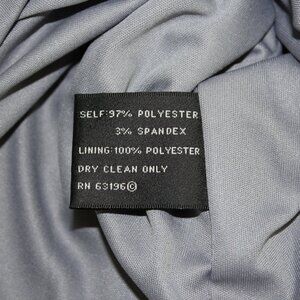 SELF:97% POLYESTER
3% SPANDEX
LINING:100% POLYESTER
DRY CLEAN ONLY
RN 63196©